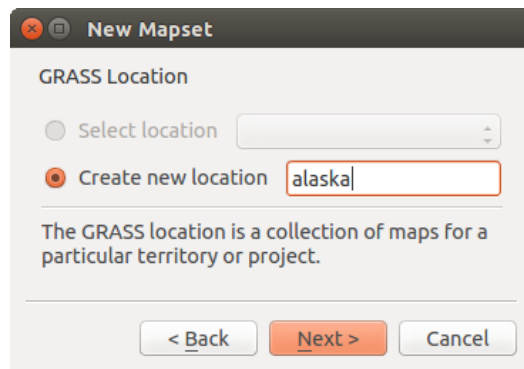 New Mapset
GRASS Location
Select location
Create new location alaska
The GRASS location is a collection of maps for a
particular territory or project.
< Back Next > Cancel